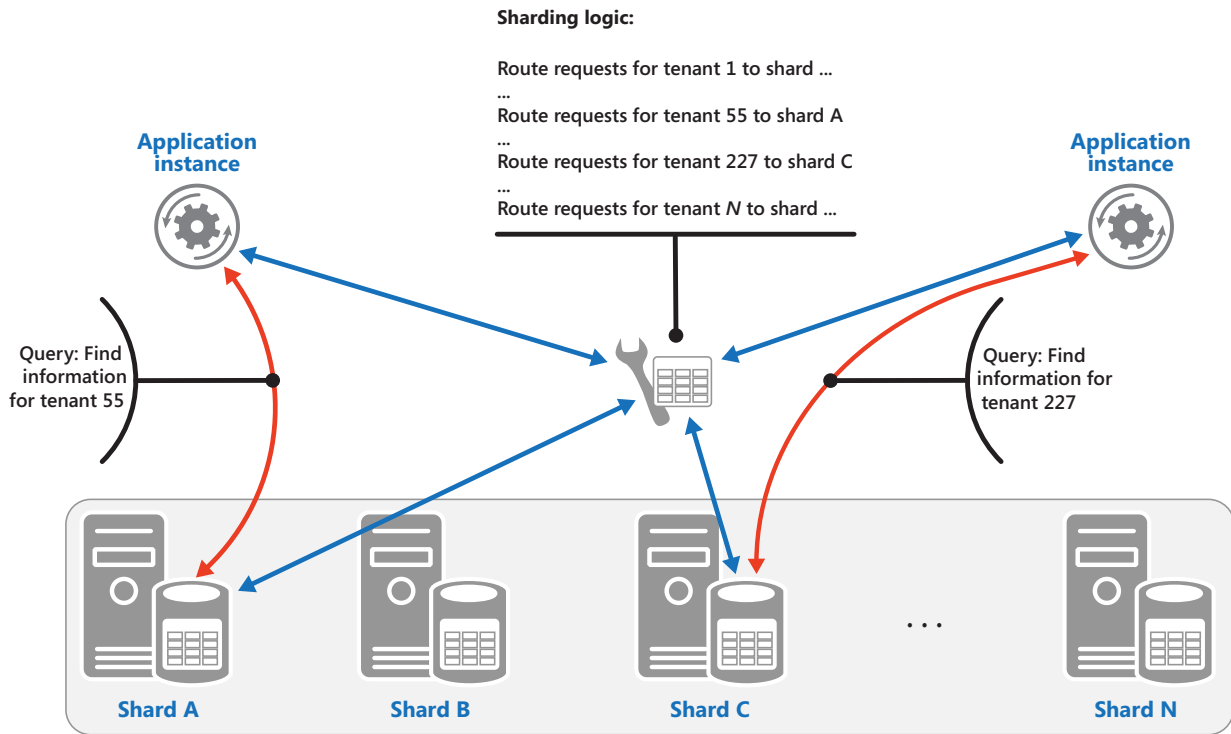 Sharding logic:
Route requests for tenant 1 to shard ...
...
Route requests for tenant 55 to shard A
...
Route requests for tenant 227 to shard C
...
Route requests for tenant N to shard ...
Application
instance
Application
instance
Query: Find
information
for tenant 55
Query: Find
information for
tenant 227
...
Shard A
Shard B
Shard C
Shard N